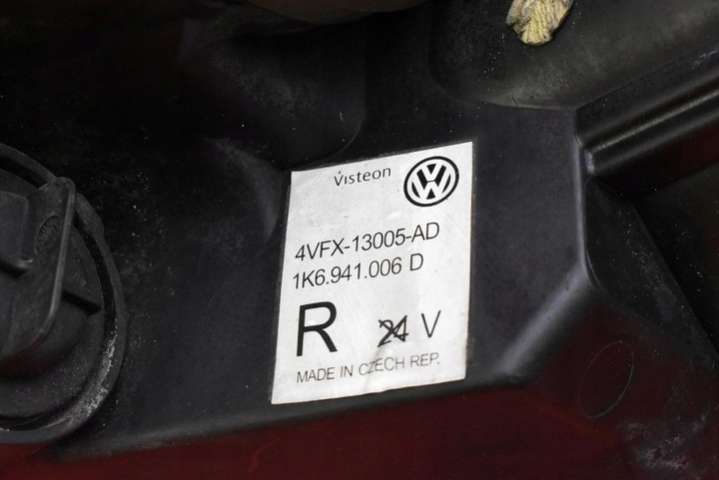 Visteon
4VFX-13005-AD
1K6.941.006 D
R 24 V
MADE IN CZECH REP.